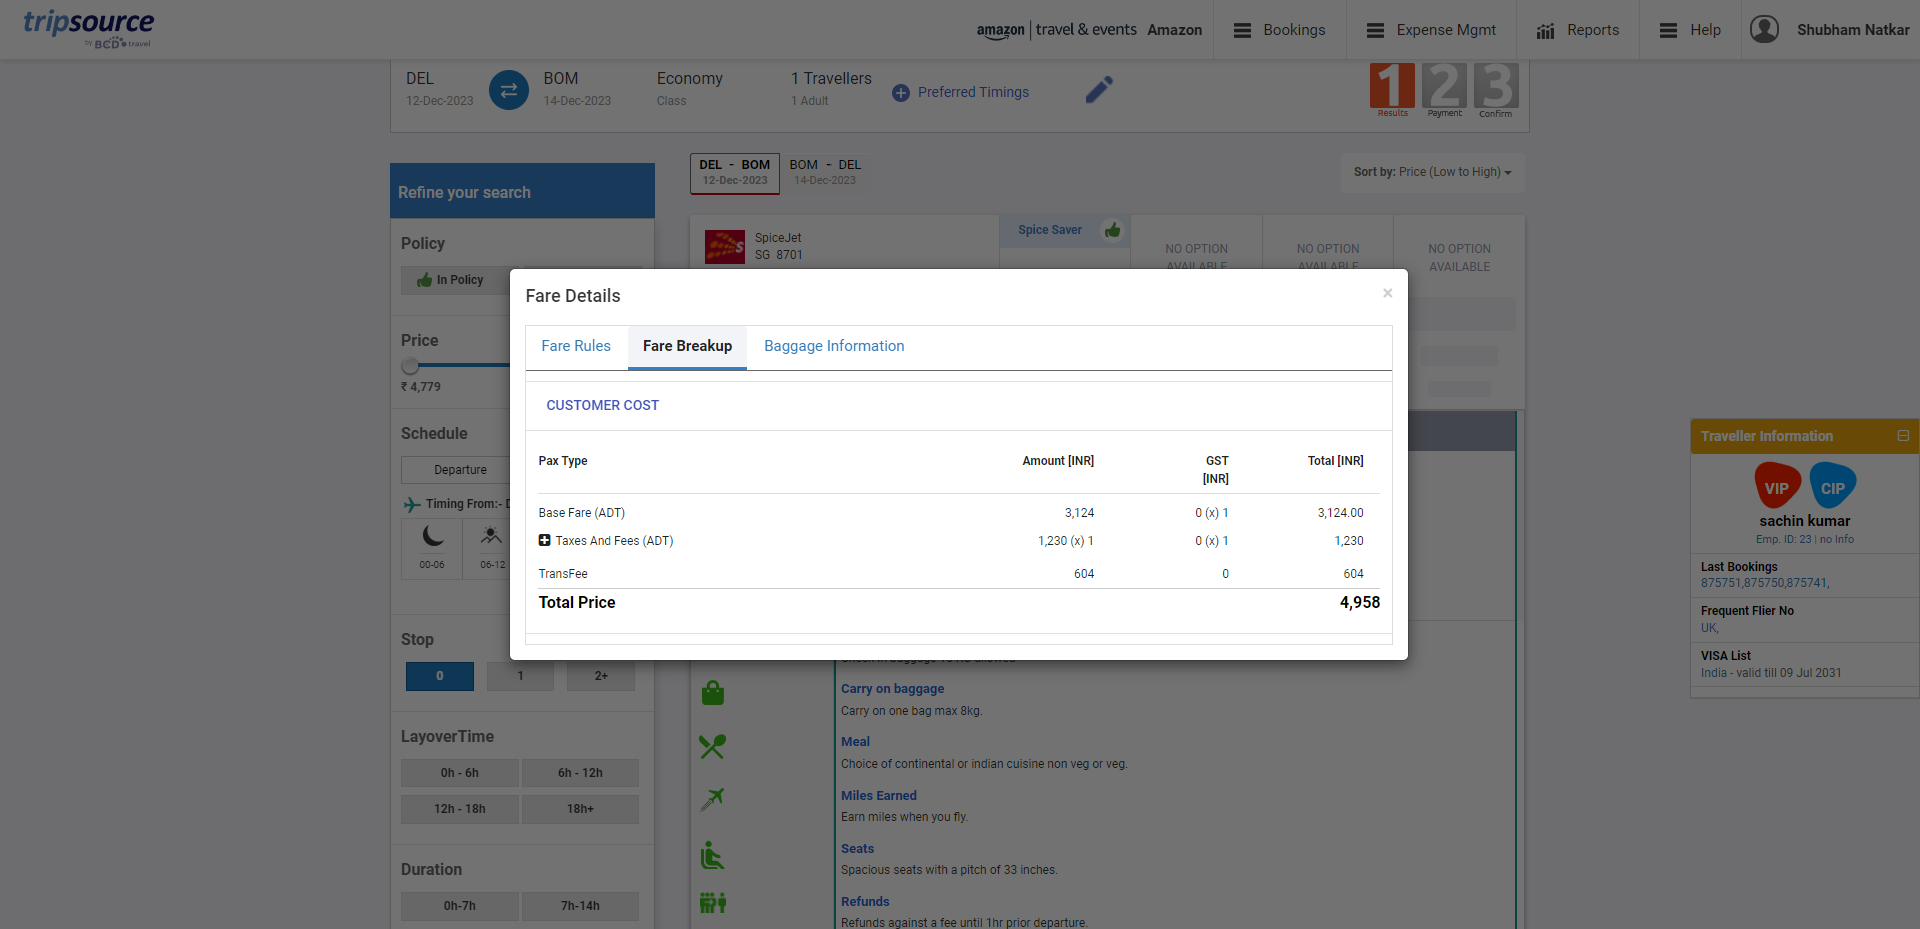 tripsource
by BCD travel
amazon travel & events Amazon
Bookings
Expense Mgmt
Reports
Help
Shubham Natkar
DEL
12-Dec-2023
BOM
14-Dec-2023
Economy
Class
1 Travellers
1 Adult
Preferred Timings
1 2 3
Results Payment Confirm
Refine your search
DEL - BOM
12-Dec-2023
BOM - DEL
14-Dec-2023
Sort by: Price (Low to High)
Policy
In Policy
SpiceJet
SG 8701
Spice Saver
NO OPTION
AVAILABLE
NO OPTION
AVAILABLE
NO OPTION
AVAILABLE
Price
₹ 4,779
Schedule
Departure
Timing From:-
00-06
06-12
Stop
0
1
2+
LayoverTime
0h - 6h
6h - 12h
12h - 18h
18h+
Duration
0h-7h
7h-14h
Fare Details
×
Fare Rules
Fare Breakup
Baggage Information
CUSTOMER COST
Pax Type Amount [INR] GST [INR] Total [INR]
Base Fare (ADT) 3,124 0 (x) 1 3,124.00
Taxes And Fees (ADT) 1,230 (x) 1 0 (x) 1 1,230
TransFee 604 0 604
Total Price 4,958
Carry on baggage
Carry on one bag max 8kg.
Meal
Choice of continental or indian cuisine non veg or veg.
Miles Earned
Earn miles when you fly.
Seats
Spacious seats with a pitch of 33 inches.
Refunds
Refunds against a fee until 1hr prior departure.
Traveller Information
VIP
CIP
sachin kumar
Emp. ID: 23 | no Info
Last Bookings
875751,875750,875741,
Frequent Flier No
UK,
VISA List
India - valid till 09 Jul 2031